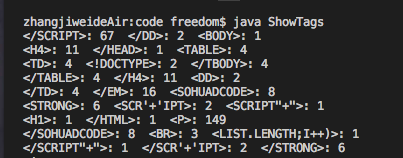 zhangjiweideAir:code freedom$ java ShowTags
</SCRIPT>: 67  </DD>: 2  <BODY>: 1
<H4>: 11  </HEAD>: 1  <TABLE>: 4
<TD>: 4  <!DOCTYPE>: 2  </TBODY>: 4
</TABLE>: 4  </H4>: 11  <DD>: 2
</TD>: 4  </EM>: 16  <SOHUADCODE>: 8
<STRONG>: 6  <SCR'+'IPT>: 2  <SCRIPT"+">: 1
<H1>: 1  </HTML>: 1  <P>: 149
</SOHUADCODE>: 8  <BR>: 3  <LIST.LENGTH;I++)>: 1
</SCRIPT"+">: 1  </SCR'+'IPT>: 2  </STRONG>: 6